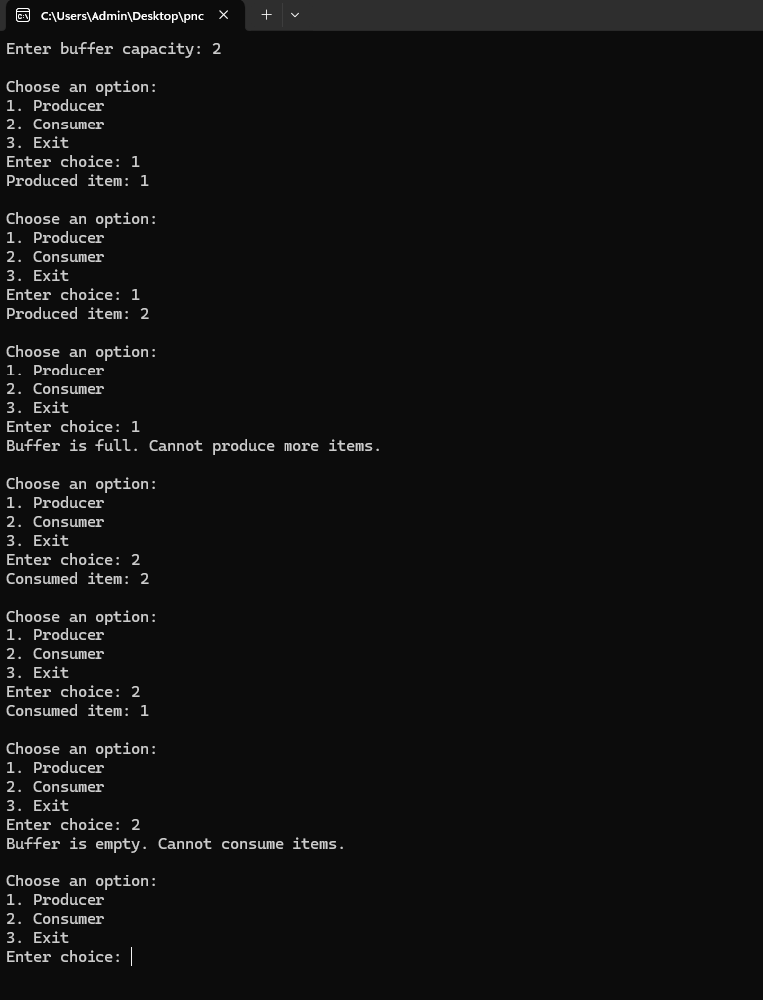 C:\Users\Admin\Desktop\pnc
Enter buffer capacity: 2
Choose an option:
1. Producer
2. Consumer
3. Exit
Enter choice: 1
Produced item: 1
Choose an option:
1. Producer
2. Consumer
3. Exit
Enter choice: 1
Produced item: 2
Choose an option:
1. Producer
2. Consumer
3. Exit
Enter choice: 1
Buffer is full. Cannot produce more items.
Choose an option:
1. Producer
2. Consumer
3. Exit
Enter choice: 2
Consumed item: 2
Choose an option:
1. Producer
2. Consumer
3. Exit
Enter choice: 2
Consumed item: 1
Choose an option:
1. Producer
2. Consumer
3. Exit
Enter choice: 2
Buffer is empty. Cannot consume items.
Choose an option:
1. Producer
2. Consumer
3. Exit
Enter choice: